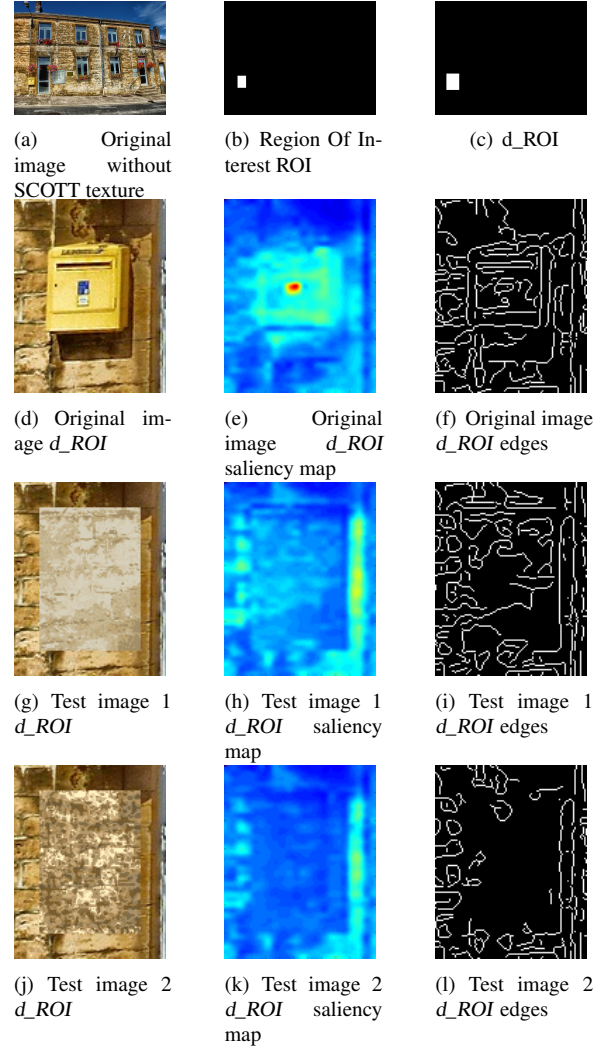 (a) Original
image without
SCOTT texture
(b) Region Of In-
terest ROI
(c) d_ROI
(d) Original im-
age d_ROI
(e) Original
image d_ROI
saliency map
(f) Original image
d_ROI edges
(g) Test image 1
d_ROI
(h) Test image 1
d_ROI saliency
map
(i) Test image 1
d_ROI edges
(j) Test image 2
d_ROI
(k) Test image 2
d_ROI saliency
map
(l) Test image 2
d_ROI edges